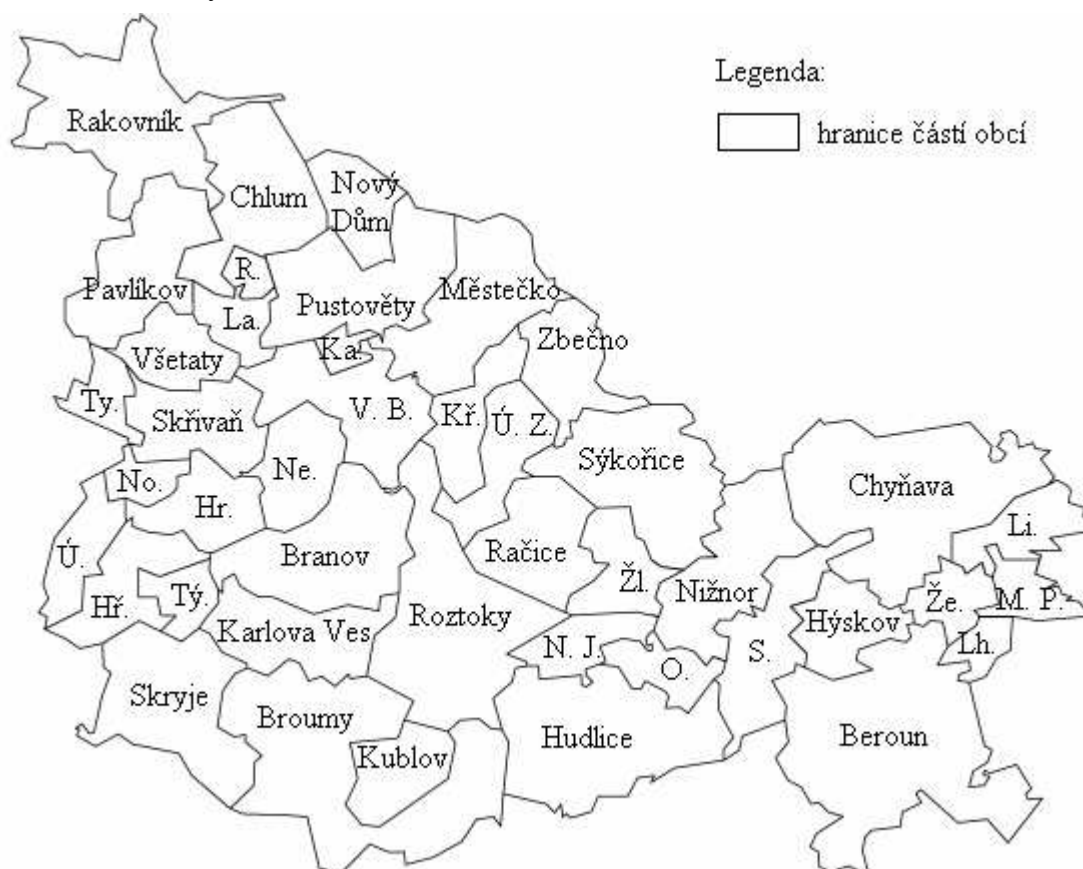 Legenda:
hranice částí obcí
Rakovník
Chlum
Nový
Dům
R.
Pavlíkov
La.
Pustověty
Městečko
Zbečno
Ka.
Všetaty
Ty.
Skřivaň
V. B.
Kř.
Ú. Z.
Sýkořice
Chyňava
No.
Ne.
Hr.
Li.
Ú.
Branov
Račice
Žl.
Nižnor
Že.
M. P.
Hř.
Tý.
Roztoky
Hýskov
Karlova Ves
N. J.
O.
S.
Lh.
Skryje
Broumy
Kublov
Hudlice
Beroun